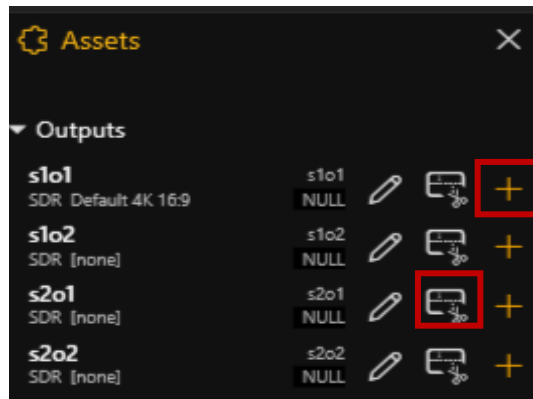 Assets
Outputs
s1o1 s1o1
SDR Default 4K 16:9 NULL
s1o2 s1o2
SDR [none] NULL
s2o1 s2o1
SDR [none] NULL
s2o2 s2o2
SDR [none] NULL